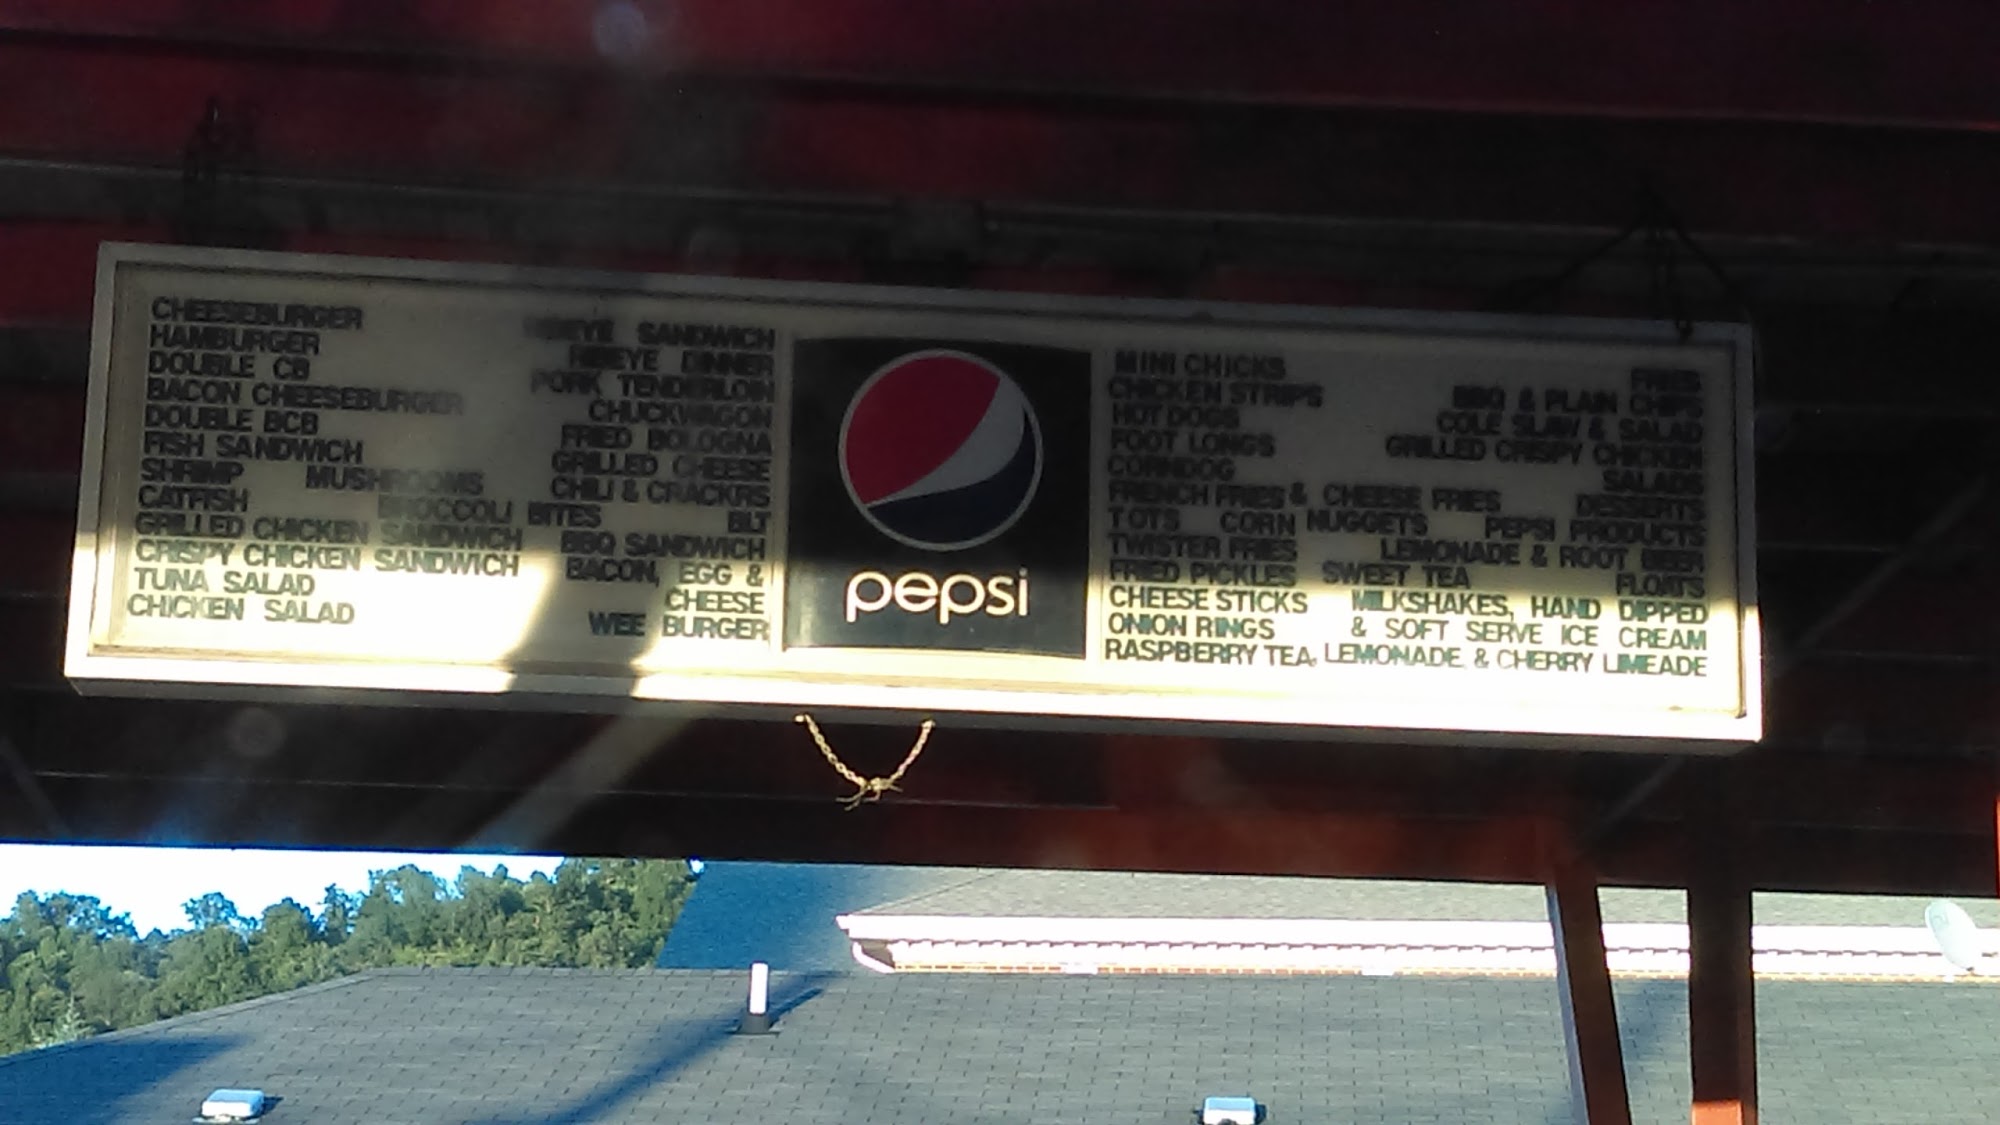 CHEESEBURGER
HAMBURGER
DOUBLE CB
BACON CHEESEBURGER
DOUBLE BCB
FISH SANDWICH
SHRIMP MUSHROOMS
CATFISH BROCCOLI BITES
GRILLED CHICKEN SANDWICH
CRISPY CHICKEN SANDWICH
TUNA SALAD
CHICKEN SALAD
RIBEYE SANDWICH
RIBEYE DINNER
PORK TENDERLOIN
CHUCKWAGON
FRIED BOLOGNA
GRILLED CHEESE
CHILI & CRACKRS
BLT
BBQ SANDWICH
BACON, EGG &
CHEESE
WEE BURGER
pepsi
MINI CHICKS
CHICKEN STRIPS
HOT DOGS
FOOT LONGS
CORNDOG
FRENCH FRIES & CHEESE FRIES
TOTS CORN NUGGETS
TWISTER FRIES
FRIED PICKLES SWEET TEA
CHEESE STICKS
ONION RINGS
FRIES
BBQ & PLAIN CHIPS
COLE SLAW & SALAD
GRILLED CRISPY CHICKEN
SALADS
DESSERTS
PEPSI PRODUCTS
LEMONADE & ROOT BEER
FLOATS
MILKSHAKES, HAND DIPPED
& SOFT SERVE ICE CREAM
RASPBERRY TEA, LEMONADE & CHERRY LIMEADE